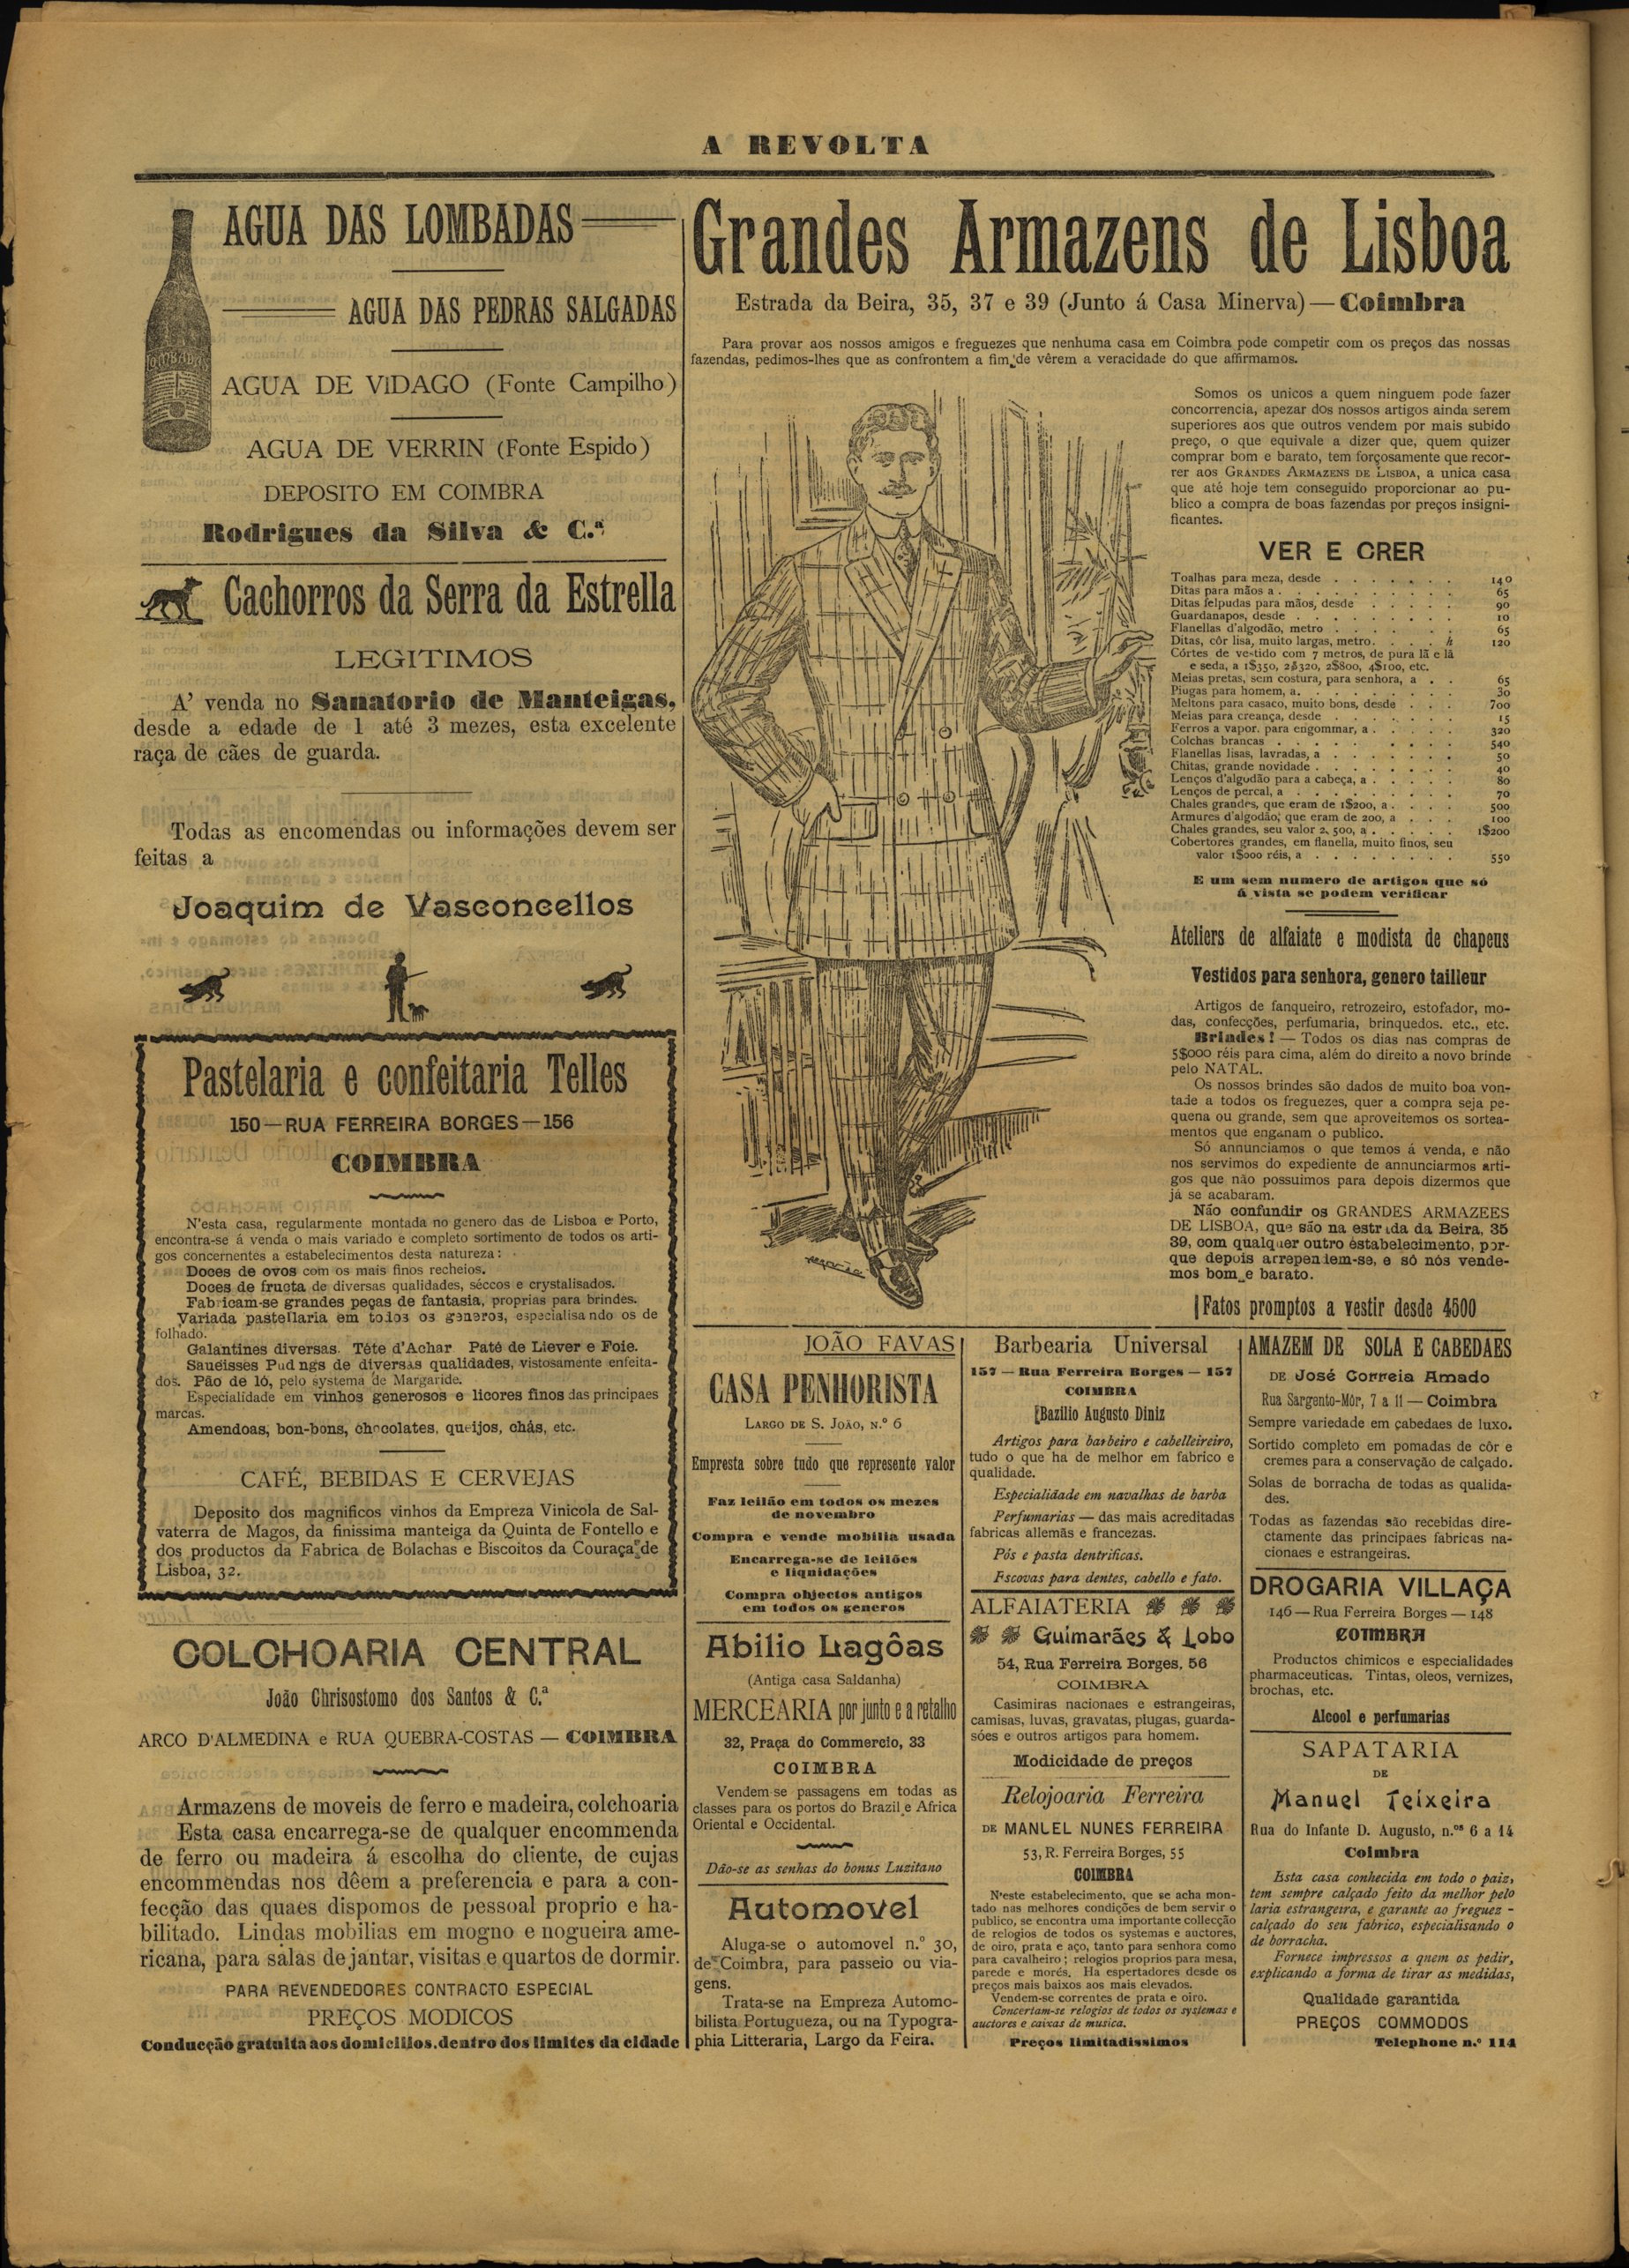 A REVOLTA
AGUA DAS LOMBADAS
AGUA DAS PEDRAS SALGADAS
AGUA DE VIDAGO (Fonte Campilho)
AGUA DE VERRIN (Fonte Espido)
DEPOSITO EM COIMBRA
Rodrigues da Silva & C.ª
LOMBADAS
Cachorros da Serra da Estrella
LEGITIMOS
A' venda no Sanatorio de Manteigas,
desde a edade de 1 até 3 mezes, esta excellente
raça de cães de guarda.
Todas as encomendas ou informações devem ser
feitas a
Joaquim de Vasconcellos
Pastelaria e confeitaria Telles
150—RUA FERREIRA BORGES—156
COIMBRA
N'esta casa, regularmente montada no genero das de Lisboa e Porto,
encontra-se á venda o mais variado e completo sortimento de todos os arti-
gos concernentes a estabelecimentos desta natureza:
Doces de ovos com os mais finos recheios.
Doces de fructa de diversas qualidades, séccos e crystalisados.
Fabricam-se grandes peças de fantasia, proprias para brindes.
Variada pastellaria em todos os generos, especialisando os de
folhado.
Galantines diversas. Téte d'Achar Paté de Liever e Foie.
Saucisses Pud ngs de diversas qualidades, vistosamente enfeita-
dos. Pão de ló, pelo systema de Margaride.
Especialidade em vinhos generosos e licores finos das principaes
marcas.
Amendoas, bon-bons, chocolates, queijos, chás, etc.
CAFÉ, BEBIDAS E CERVEJAS
Deposito dos magnificos vinhos da Empreza Vinicola de Sal-
vaterra de Magos, da finissima manteiga da Quinta de Fontello e
dos productos da Fabrica de Bolachas e Biscoitos da Couraça de
Lisboa, 32.
COLCHOARIA CENTRAL
João Chrisostomo dos Santos & C.ª
ARCO D'ALMEDINA e RUA QUEBRA-COSTAS — COIMBRA
Armazens de moveis de ferro e madeira, colchoaria
Esta casa encarrega-se de qualquer encommenda
de ferro ou madeira á escolha do cliente, de cujas
encommendas nos dêem a preferencia e para a con-
fecção das quaes dispomos de pessoal proprio e ha-
bilitado. Lindas mobilias em mogno e nogueira ame-
ricana, para salas de jantar, visitas e quartos de dormir.
PARA REVENDEDORES CONTRACTO ESPECIAL
PREÇOS MODICOS
Conducção gratuita aos domicilios, dentro dos limites da cidade
Grandes Armazens de Lisboa
Estrada da Beira, 35, 37 e 39 (Junto á Casa Minerva)—Coimbra
Para provar aos nossos amigos e freguezes que nenhuma casa em Coimbra pode competir com os preços das nossas
fazendas, pedimos-lhes que as confrontem a fim de vêrem a veracidade do que affirmamos.
Somos os unicos a quem ninguem pode fazer
concorrencia, apezar dos nossos artigos ainda serem
superiores aos que outros vendem por mais subido
preço, o que equivale a dizer que, quem quizer
comprar bom e barato, tem forçosamente que recor-
rer aos GRANDES ARMAZENS DE LISBOA, a unica casa
que até hoje tem conseguido proporcionar ao pu-
blico a compra de boas fazendas por preços insigni-
ficantes.
VER E CRER
Toalhas para meza, desde . . . . . . . 140
Ditas para mãos a . . . . . . . . . . 65
Ditas felpudas para mãos, desde . . . . . 90
Guardanapos, desde . . . . . . . . . 10
Flanellas d'algodão, metro . . . . . . 65
Ditas, côr lisa, muito largas, metro. . . . 120
Córtes de vestido com 7 metros, de pura lã e lã
e seda, a 1$350, 2$320, 2$800, 4$100, etc.
Meias pretas, sem costura, para senhora, a . . 65
Piugas para homem, a. . . . . . . . . 30
Meltons para casaco, muito bons, desde . . . 700
Meias para creança, desde . . . . . . . 15
Ferros a vapor, para engommar, a . . . . . 320
Colchas brancas . . . . . . . . . 540
Flanellas lisas, lavradas, a . . . . . . . 50
Chitas, grande novidade . . . . . . . . 40
Lenços d'algodão para a cabeça, a . . . . . 80
Lenços de percal, a . . . . . . . . . 70
Chales grandes, que eram de 1$200, a . . . . 500
Armures d'algodão, que eram de 200, a . . . 100
Chales grandes, seu valor 2$500, a . . . . . 1$200
Cobertores grandes, em flanella, muito finos, seu
valor 1$000 réis, a . . . . . . . . 550
E um sem numero de artigos que só
á vista se podem verificar
Ateliers de alfaiate e modista de chapeus
Vestidos para senhora, genero tailleur
Artigos de fanqueiro, retrozeiro, estofador, mo-
das, confecções, perfumaria, brinquedos, etc., etc.
Brindes! — Todos os dias nas compras de
5$000 réis para cima, além do direito a novo brinde
pelo NATAL.
Os nossos brindes são dados de muito boa von-
tade a todos os freguezes, quer a compra seja pe-
quena ou grande, sem que aproveitemos os sortea-
mentos que enganam o publico.
Só annunciamos o que temos á venda, e não
nos servimos do expediente de annunciarmos arti-
gos que não possuimos para depois dizermos que
já se acabaram.
Não confundir os GRANDES ARMAZEES
DE LISBOA, que são na estrada da Beira, 35
39, com qualquer outro estabelecimento, por-
que depois arrependem-se, e só nós vende-
mos bom e barato.
Fatos promptos a vestir desde 4500
JOÃO FAVAS
CASA PENHORISTA
LARGO DE S. JOÃO, N.º 6
Empresta sobre tudo que represente valor
Faz leilão em todos os mezes
de novembro
Compra e vende mobilia usada
Encarrega-se de leilões
e liquidações
Compra objectos antigos
em todos os generos
Abilio Lagôas
(Antiga casa Saldanha)
MERCEARIA por junto e a retalho
32, Praça do Commercio, 33
COIMBRA
Vendem-se passagens em todas as
classes para os portos do Brazil e Africa
Oriental e Occidental.
Dão-se as senhas do bonus Luzitano
Automovel
Aluga-se o automovel n.º 30,
de Coimbra, para passeio ou via-
gens.
Trata-se na Empreza Automo-
bilista Portugueza, ou na Typogra-
phia Litteraria, Largo da Feira.
Barbearia Universal
157 — Rua Ferreira Borges — 157
COIMBRA
Bazilio Augusto Diniz
Artigos para barbeiro e cabelleireiro,
tudo o que ha de melhor em fabrico e
qualidade.
Especialidade em navalhas de barba
Perfumarias — das mais acreditadas
fabricas allemãs e francezas.
Pós e pasta dentrificas.
Escovas para dentes, cabello e fato.
ALFAIATERIA
Guimarães & Lobo
54, Rua Ferreira Borges, 56
COIMBRA
Casimiras nacionaes e estrangeiras,
camisas, luvas, gravatas, piugas, guarda-
sóes e outros artigos para homem.
Modicidade de preços
Relojoaria Ferreira
DE MANUEL NUNES FERREIRA
53, R. Ferreira Borges, 55
COIMBRA
N'este estabelecimento, que se acha mon-
tado nas melhores condições de bem servir o
publico, se encontra uma importante collecção
de relogios de todos os systemas e auctores,
de oiro, prata e aço, tanto para senhora como
para cavalheiro; relogios proprios para mesa,
parede e morés. Ha espertadores desde os
preços mais baixos aos mais elevados.
Vendem-se correntes de prata e oiro.
Concertam-se relogios de todos os systemas e
auctores e caixas de musica.
Preços limitadissimos
AMAZEM DE SOLA E CABEDAES
DE José Correia Amado
Rua Sargento-Mór, 7 a 11 — Coimbra
Sempre variedade em cabedaes de luxo.
Sortido completo em pomadas de côr e
cremes para a conservação de calçado.
Solas de borracha de todas as qualida-
des.
Todas as fazendas são recebidas dire-
ctamente das principaes fabricas na-
cionaes e estrangeiras.
DROGARIA VILLAÇA
146 — Rua Ferreira Borges — 148
COIMBRA
Productos chimicos e especialidades
pharmaceuticas. Tintas, oleos, vernizes,
brochas, etc.
Alcool e perfumarias
SAPATARIA
DE
Manuel Teixeira
Rua do Infante D. Augusto, n.os 6 a 14
Coimbra
Esta casa conhecida em todo o paiz,
tem sempre calçado feito da melhor pelo
laria estrangeira, e garante ao freguez -
calçado do seu fabrico, especialisando o
de borracha.
Fornece impressos a quem os pedir,
explicando a forma de tirar as medidas,
Qualidade garantida
PREÇOS COMMODOS
Telephone n.º 114